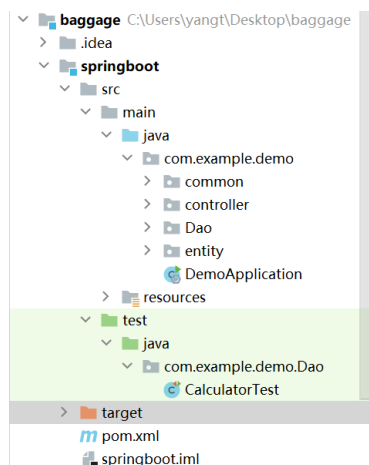 baggage C:\Users\yangt\Desktop\baggage
.idea
springboot
src
main
java
com.example.demo
common
controller
Dao
entity
DemoApplication
resources
test
java
com.example.demo.Dao
CalculatorTest
target
pom.xml
springboot.iml